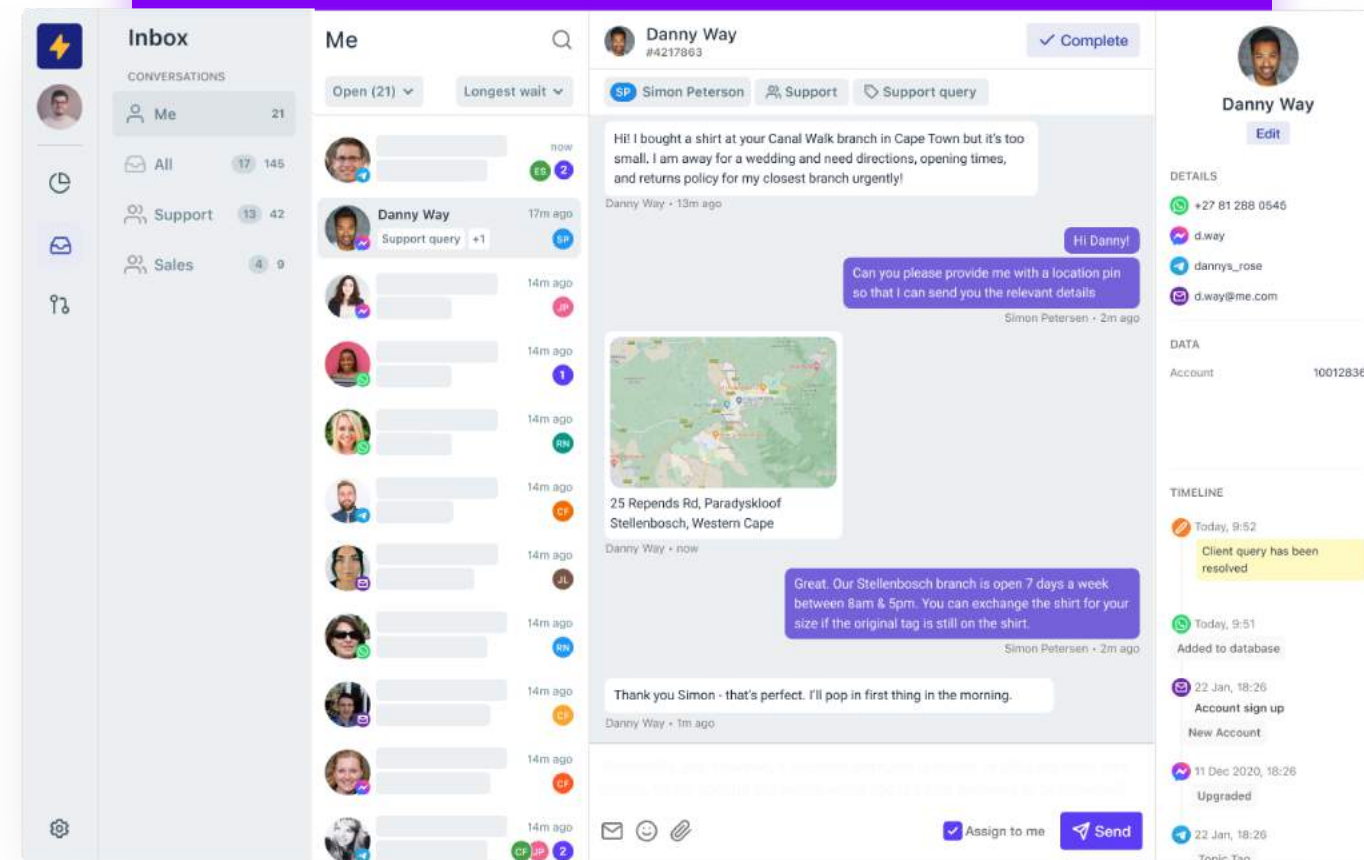 Inbox
CONVERSATIONS
Me 21
All 17 145
Support 13 42
Sales 4 9
Me
Open (21) Longest wait
now
ES 2
Danny Way 17m ago
Support query +1 SP
14m ago
JP
14m ago
1
14m ago
RN
14m ago
CF
14m ago
JL
14m ago
RN
14m ago
CF
14m ago
CF
14m ago
CF JP 2
Danny Way
#4217863
Complete
SP Simon Peterson Support Support query
Hi! I bought a shirt at your Canal Walk branch in Cape Town but it's too
small. I am away for a wedding and need directions, opening times,
and returns policy for my closest branch urgently!
Danny Way • 13m ago
Hi Danny!
Can you please provide me with a location pin
so that I can send you the relevant details
Simon Petersen • 2m ago
25 Repends Rd, Paradyskloof
Stellenbosch, Western Cape
Danny Way • now
Great. Our Stellenbosch branch is open 7 days a week
between 8am & 5pm. You can exchange the shirt for your
size if the original tag is still on the shirt.
Simon Petersen • 2m ago
Thank you Simon - that's perfect. I'll pop in first thing in the morning.
Danny Way • 1m ago
Assign to me Send
Danny Way
Edit
DETAILS
+27 81 288 0545
d.way
dannys_rose
d.way@me.com
DATA
Account 10012836
TIMELINE
Today, 9:52
Client query has been
resolved
Today, 9:51
Added to database
22 Jan, 18:26
Account sign up
New Account
11 Dec 2020, 18:26
Upgraded
22 Jan, 18:26
Topic Tag